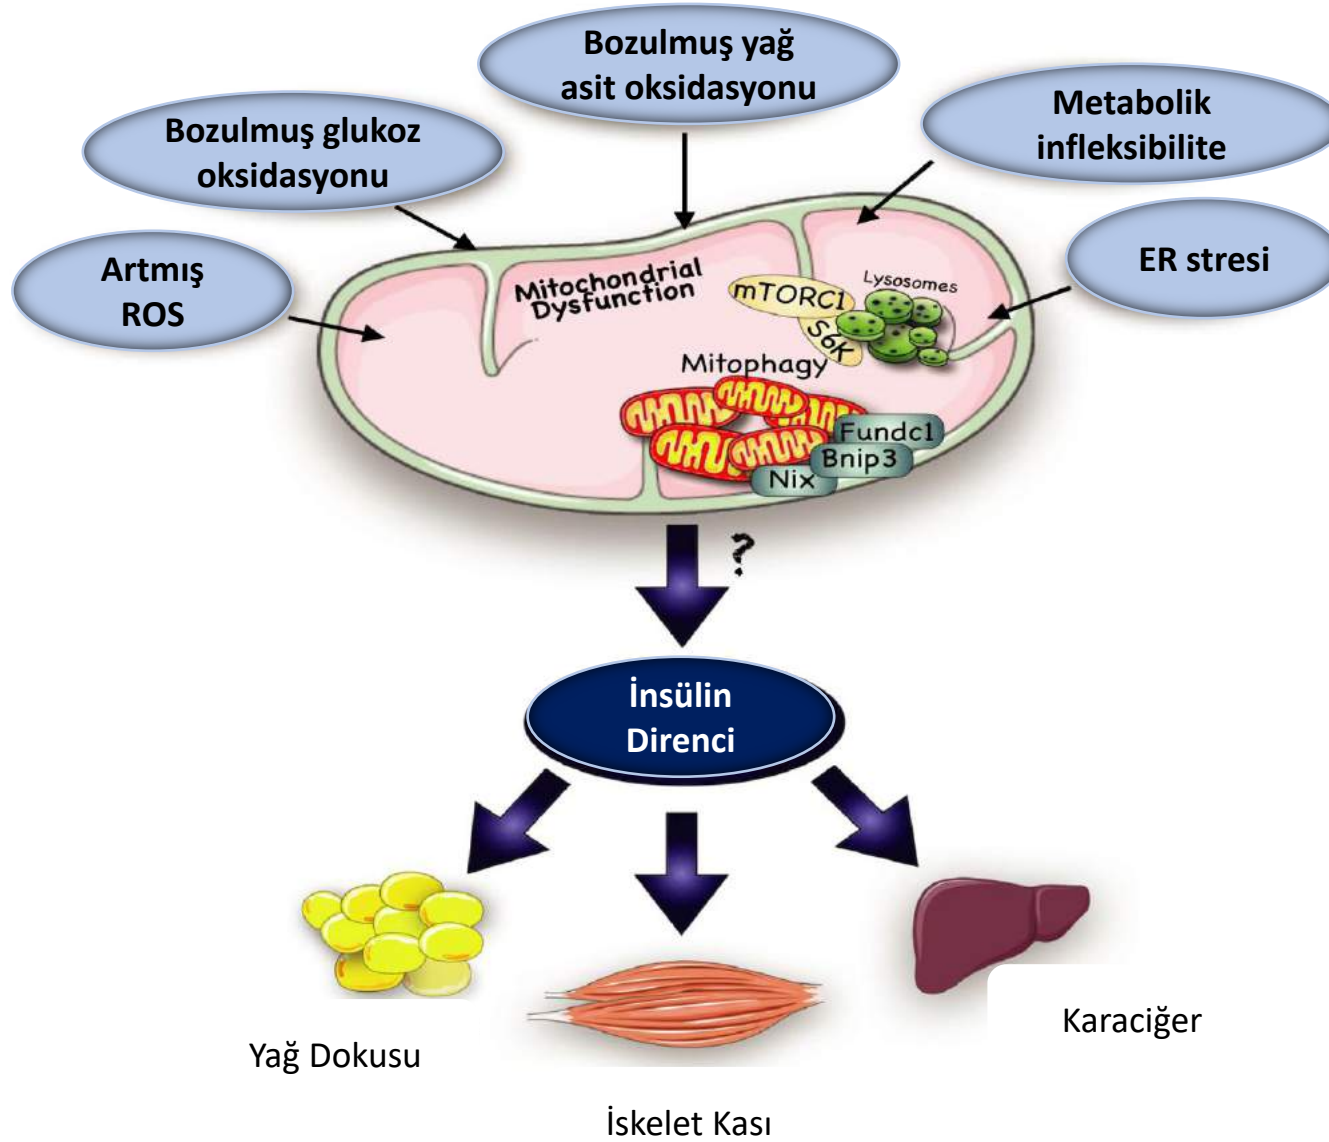 Bozulmuş yağ
asit oksidasyonu
Metabolik
infleksibilite
Bozulmuş glukoz
oksidasyonu
Artmış
ROS
ER stresi
Mitochondrial
Dysfunction
mTORC1
S6K
Lysosomes
Mitophagy
Fundc1
Bnip3
Nix
?
İnsülin
Direnci
Yağ Dokusu
Karaciğer
İskelet Kası